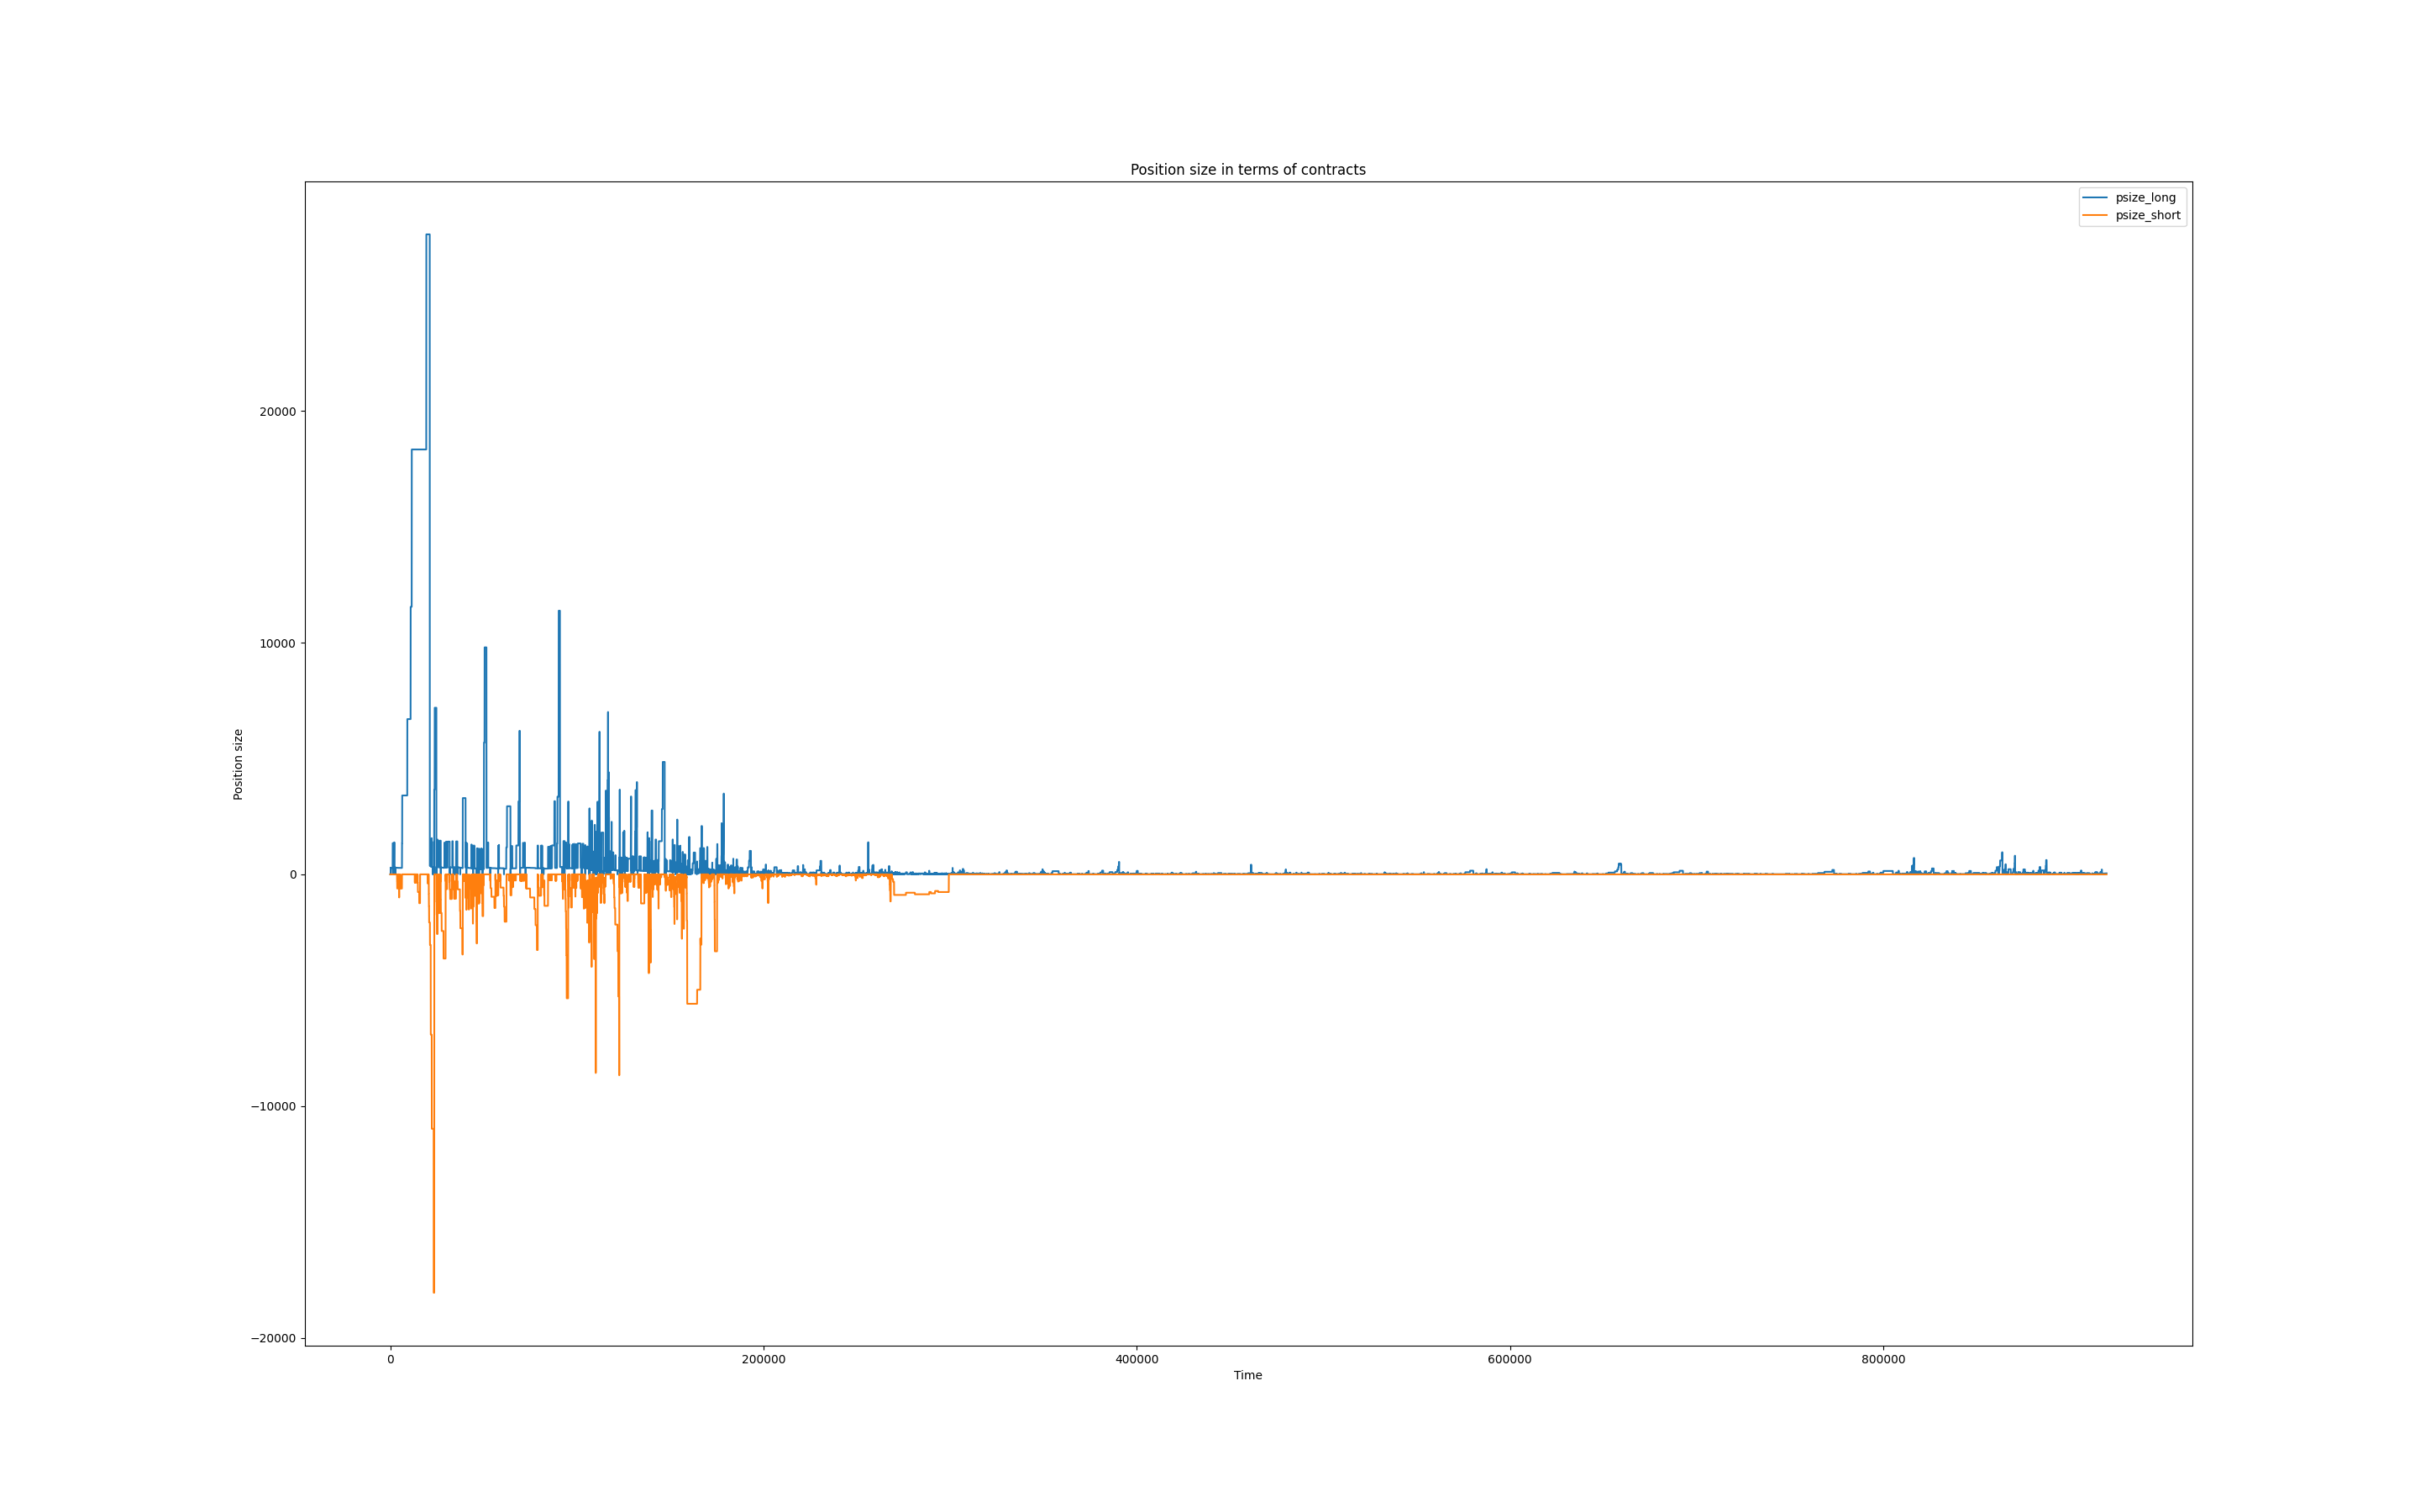 Position size in terms of contracts
psize_long
psize_short
20000
10000
0
−10000
−20000
Position size
0
200000
400000
600000
800000
Time